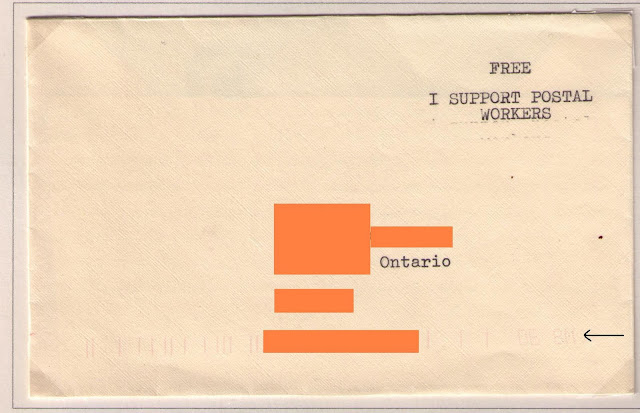 FREE
I SUPPORT POSTAL
WORKERS
Ontario